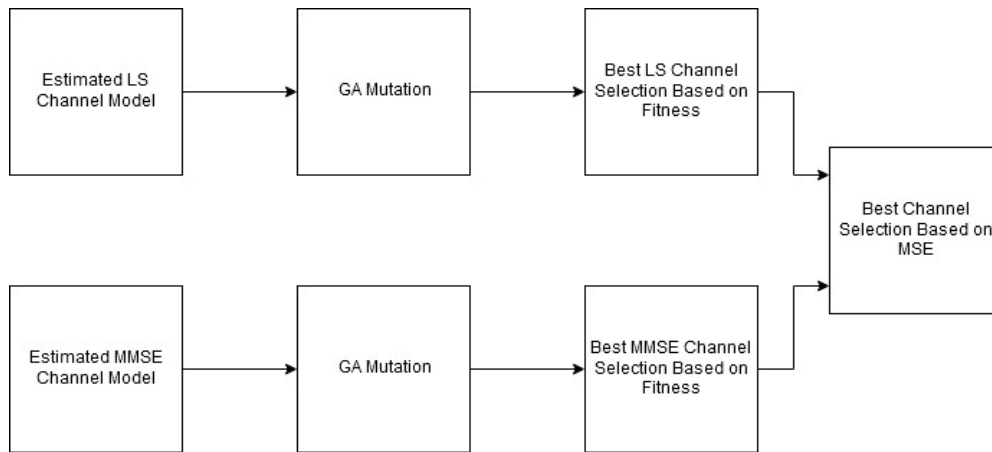 Estimated LS
Channel Model
GA Mutation
Best LS Channel
Selection Based on
Fitness
Best Channel
Selection Based on
MSE
Estimated MMSE
Channel Model
GA Mutation
Best MMSE Channel
Selection Based on
Fitness